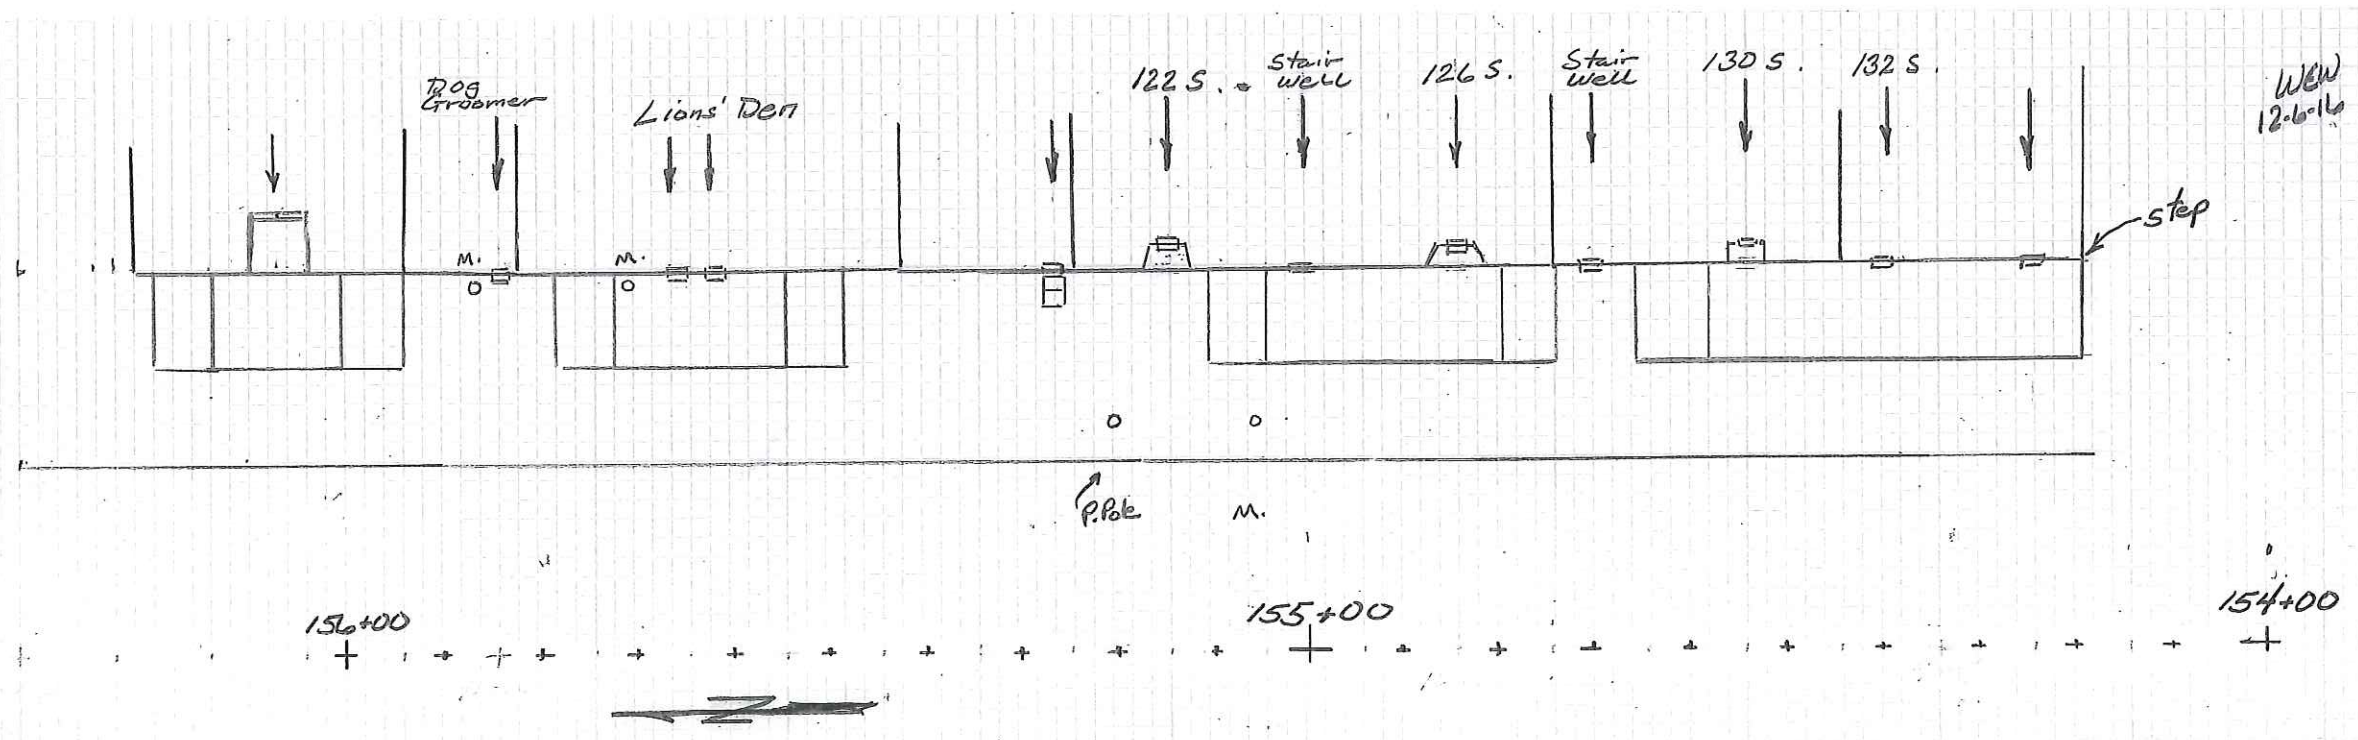 Dog
Groomer
Lions' Den
122 S.
Stair
well
126 S.
Stair
well
130 S.
132 S.
WEW
12-6-16
Step
M.
M.
P.Pole
M.
156+00
155+00
154+00
Z